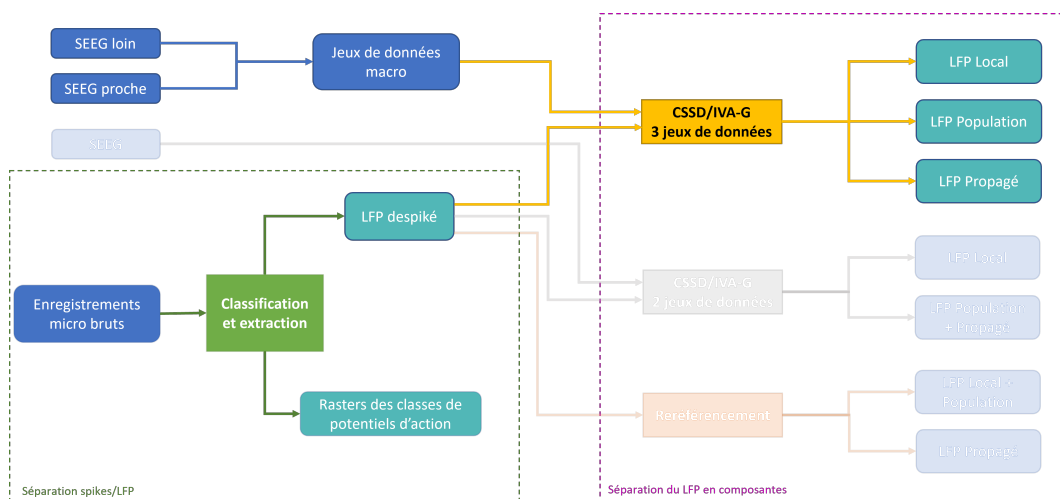 SEEG loin
SEEG proche
Jeux de données
macro
SEEG
CSSD/IVA-G
3 jeux de données
LFP Local
LFP Population
LFP Propagé
LFP despiké
Enregistrements
micro bruts
Classification
et extraction
Rasters des classes de
potentiels d'action
Séparation spikes/LFP
CSSD/IVA-G
2 jeux de données
LFP Local
LFP Population
+ Propagé
Reréférencement
LFP Local +
Population
LFP Propagé
Séparation du LFP en composantes